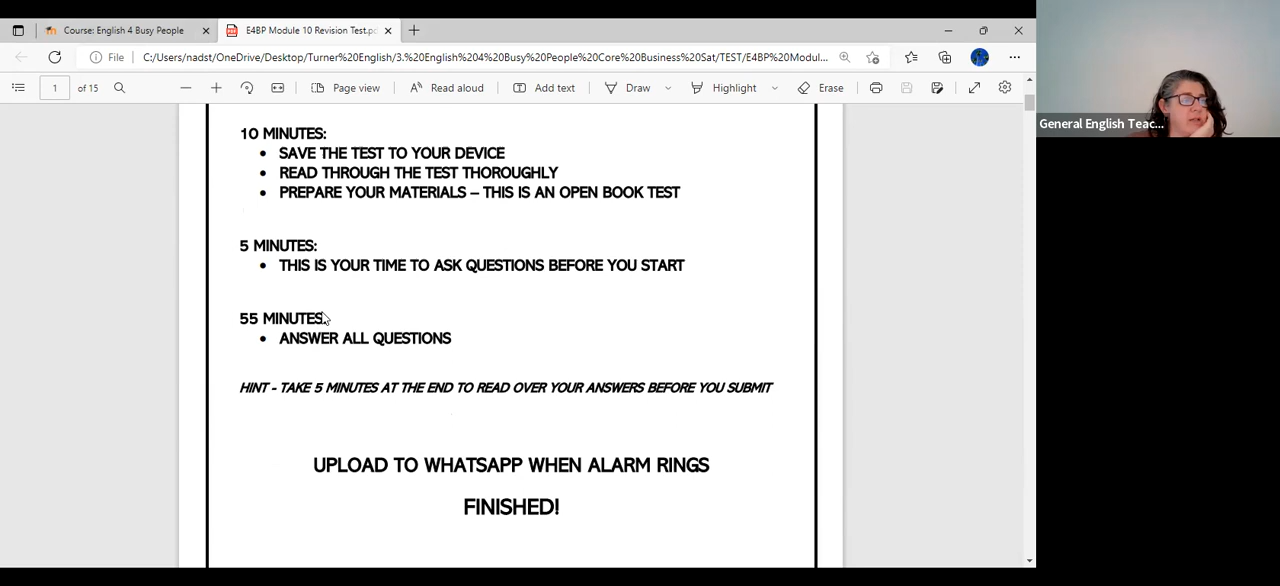 Course: English 4 Busy People
E4BP Module 10 Revision Test.pc
File
C:/Users/nadst/OneDrive/Desktop/Turner%20English/3.%20English%204%20Busy%20People%20Core%20Business%20Sat/TEST/E4BP%20Modul...
1 of 15
Page view
Read aloud
Add text
Draw
Highlight
Erase
General English Teac...
10 MINUTES:
• SAVE THE TEST TO YOUR DEVICE
• READ THROUGH THE TEST THOROUGHLY
• PREPARE YOUR MATERIALS – THIS IS AN OPEN BOOK TEST
5 MINUTES:
• THIS IS YOUR TIME TO ASK QUESTIONS BEFORE YOU START
55 MINUTES:
• ANSWER ALL QUESTIONS
HINT - TAKE 5 MINUTES AT THE END TO READ OVER YOUR ANSWERS BEFORE YOU SUBMIT
UPLOAD TO WHATSAPP WHEN ALARM RINGS
FINISHED!